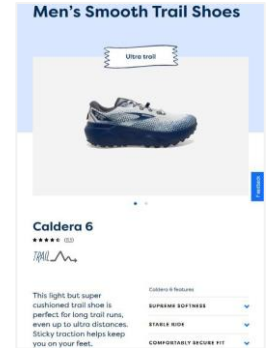 Men's Smooth Trail Shoes
Ultra trail
Feedback
Caldera 6
TRAIL
This light but super
cushioned trail shoe is
perfect for long trail runs,
even up to ultra distances.
Sticky traction helps keep
you on your feet.
Caldera 6 features
SUPREME SOFTNESS
STABLE RIDE
COMFORTABLY SECURE FIT